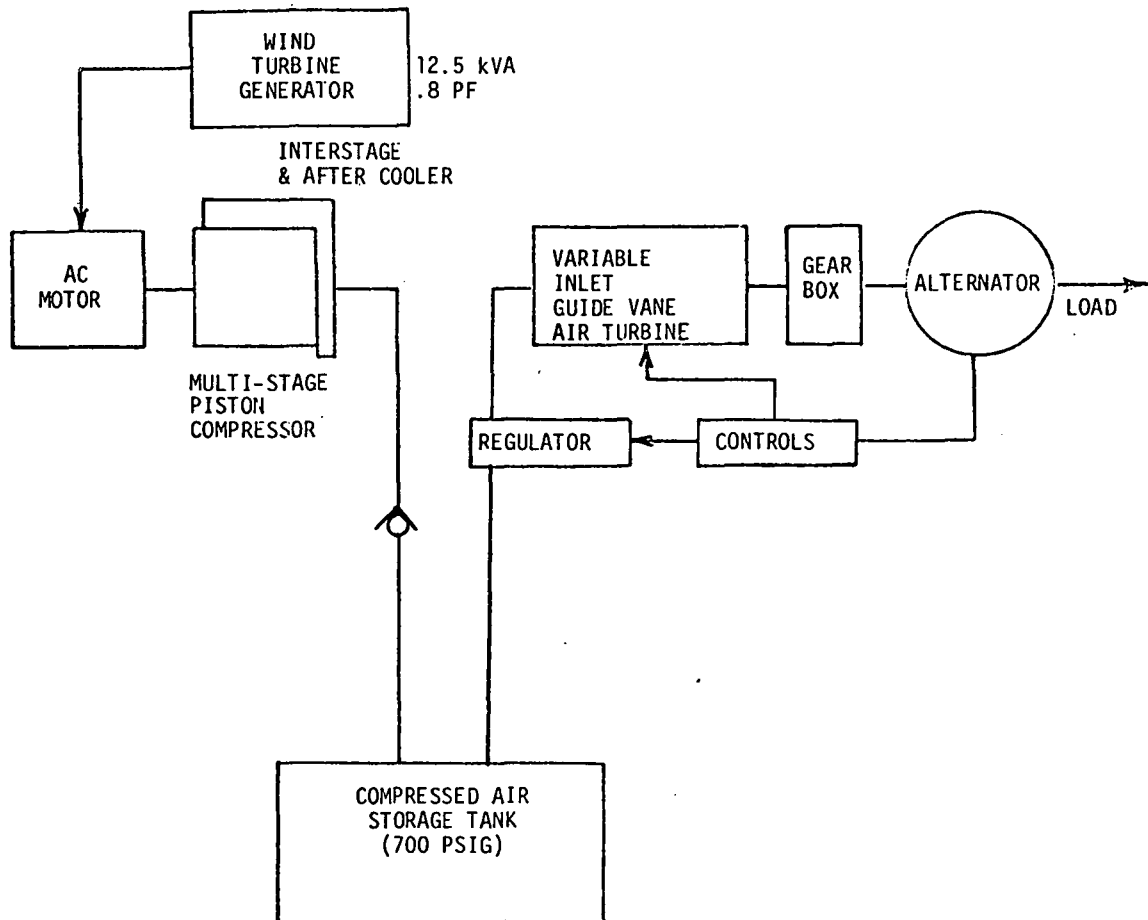 WIND
TURBINE
GENERATOR
12.5 kVA
.8 PF
INTERSTAGE
& AFTER COOLER
AC
MOTOR
MULTI-STAGE
PISTON
COMPRESSOR
VARIABLE
INLET
GUIDE VANE
AIR TURBINE
GEAR
BOX
ALTERNATOR
LOAD
REGULATOR
CONTROLS
COMPRESSED AIR
STORAGE TANK
(700 PSIG)